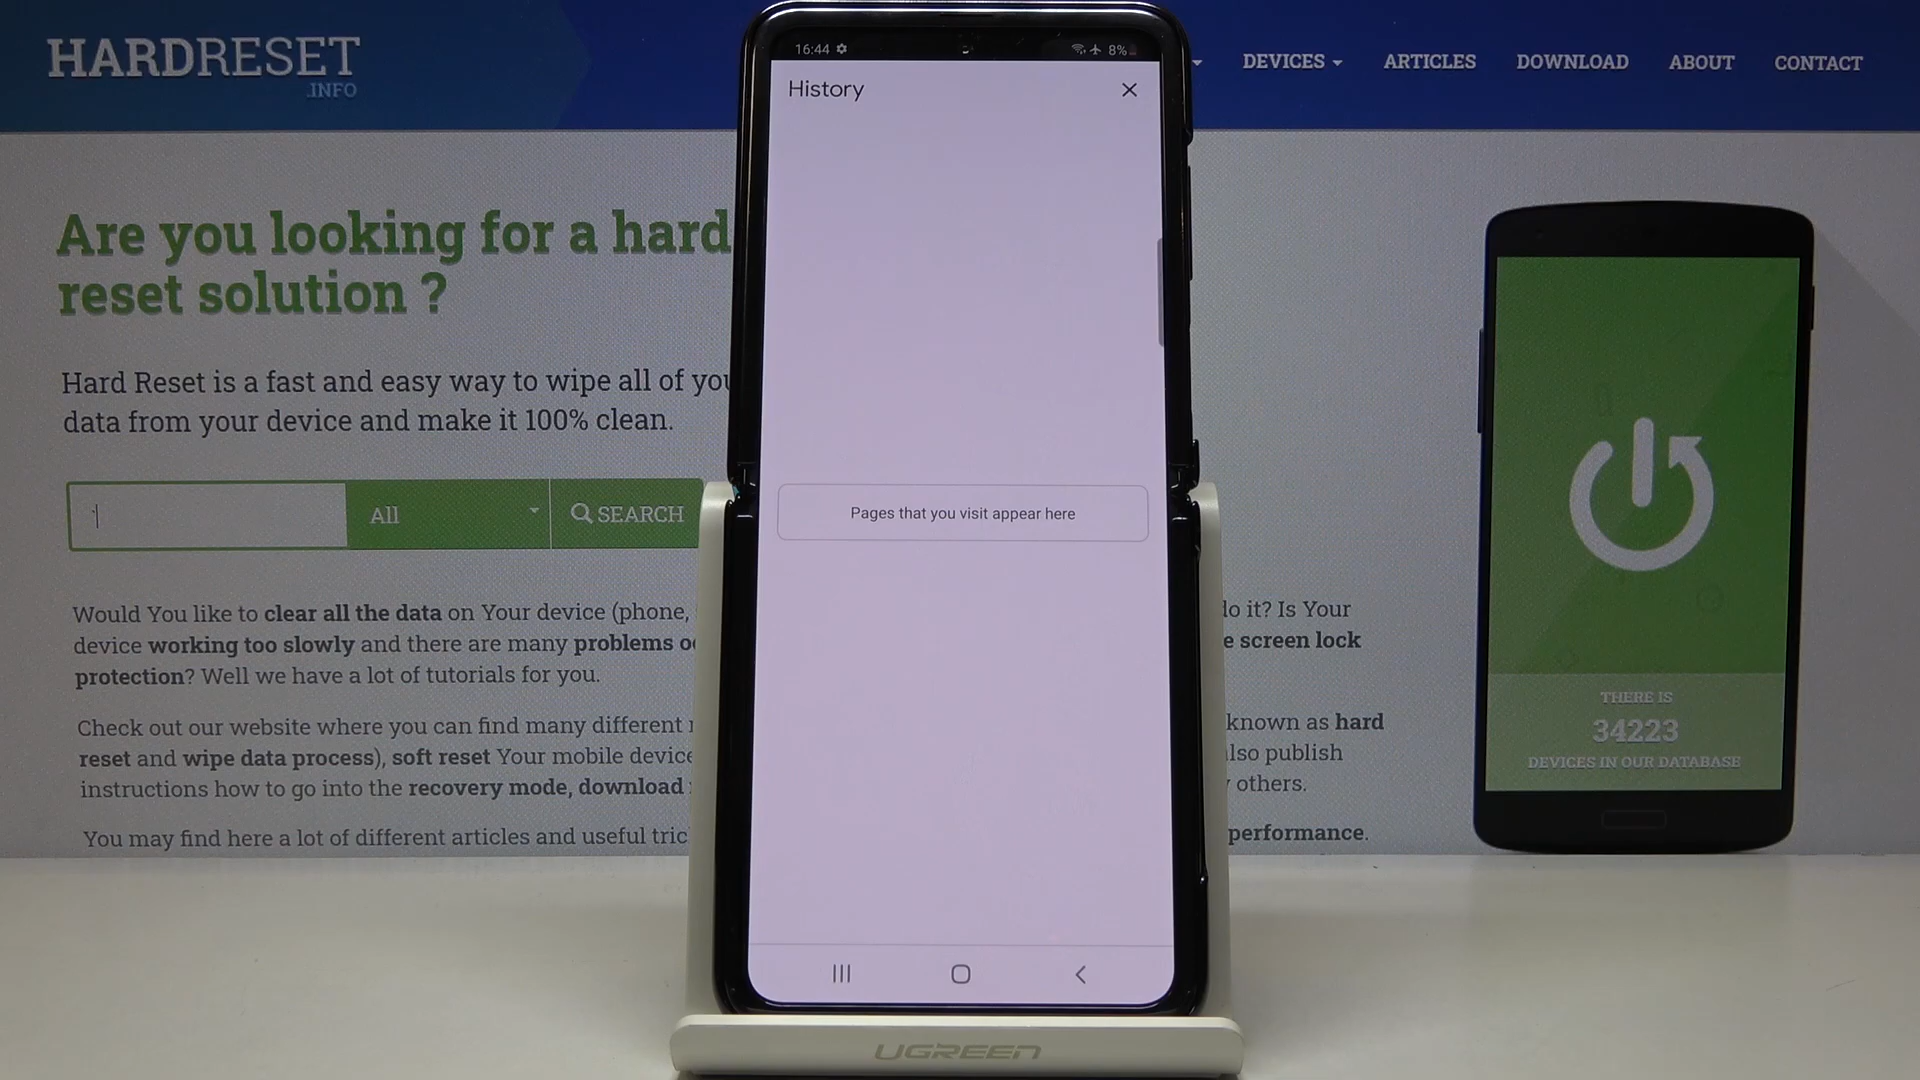 HARDRESET
.INFO
DEVICES
ARTICLES
DOWNLOAD
ABOUT
CONTACT
Are you looking for a hard
reset solution ?
Hard Reset is a fast and easy way to wipe all of
data from your device and make it 100% clean.
All
SEARCH
Would You like to clear all the data on Your device (phone,
device working too slowly and there are many problems
protection? Well we have a lot of tutorials for you.
Check out our website where you can find many different
reset and wipe data process), soft reset Your mobile device
instructions how to go into the recovery mode, download
You may find here a lot of different articles and useful
16:44
8%
History
Pages that you visit appear here
do it? Is Your
screen lock
known as hard
also publish
others.
performance.
THERE IS
34223
DEVICES IN OUR DATABASE
UGREEN